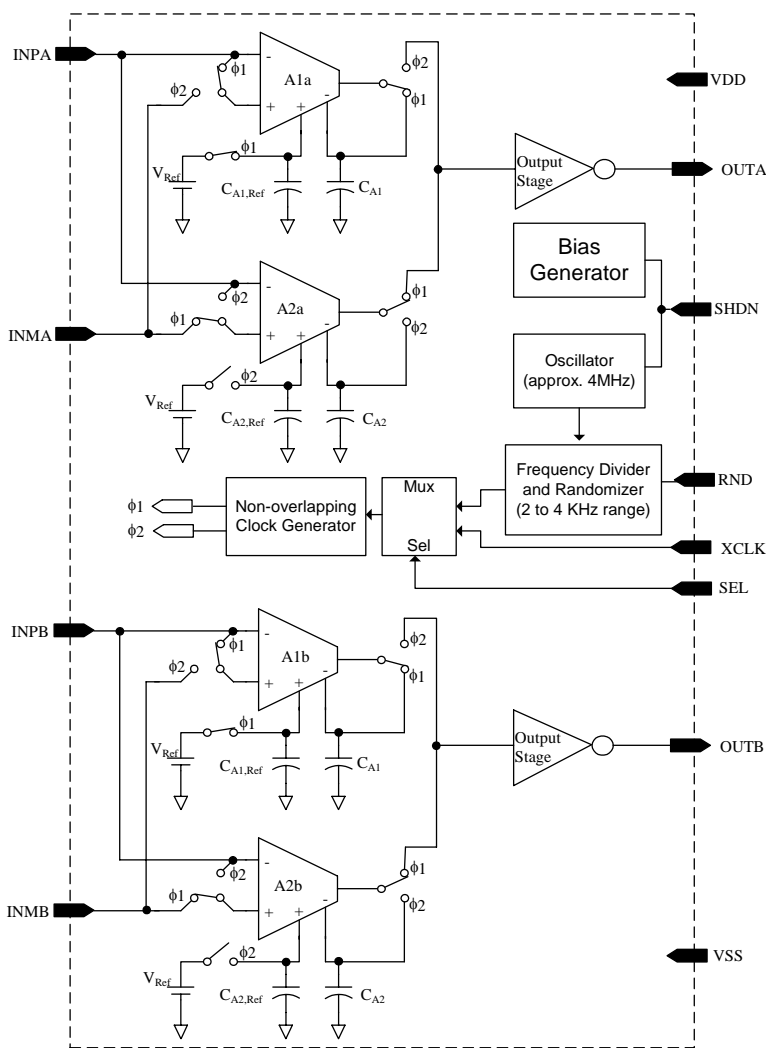 INPA
ϕ1
ϕ2
A1a
-
+
+
-
ϕ2
ϕ1
VDD
ϕ1
VRef
CA1,Ref
CA1
Output
Stage
OUTA
Bias
Generator
SHDN
-
ϕ2
A2a
ϕ1
ϕ2
INMA
ϕ1
+
+
-
Oscillator
(approx. 4MHz)
ϕ2
VRef
CA2,Ref
CA2
Frequency Divider
and Randomizer
(2 to 4 KHz range)
RND
ϕ1
ϕ2
Non-overlapping
Clock Generator
Mux
Sel
XCLK
SEL
INPB
ϕ1
ϕ2
A1b
-
+
+
-
ϕ2
ϕ1
ϕ1
VRef
CA1,Ref
CA1
Output
Stage
OUTB
-
ϕ2
A2b
ϕ1
ϕ2
INMB
ϕ1
+
+
-
ϕ2
VRef
CA2,Ref
CA2
VSS